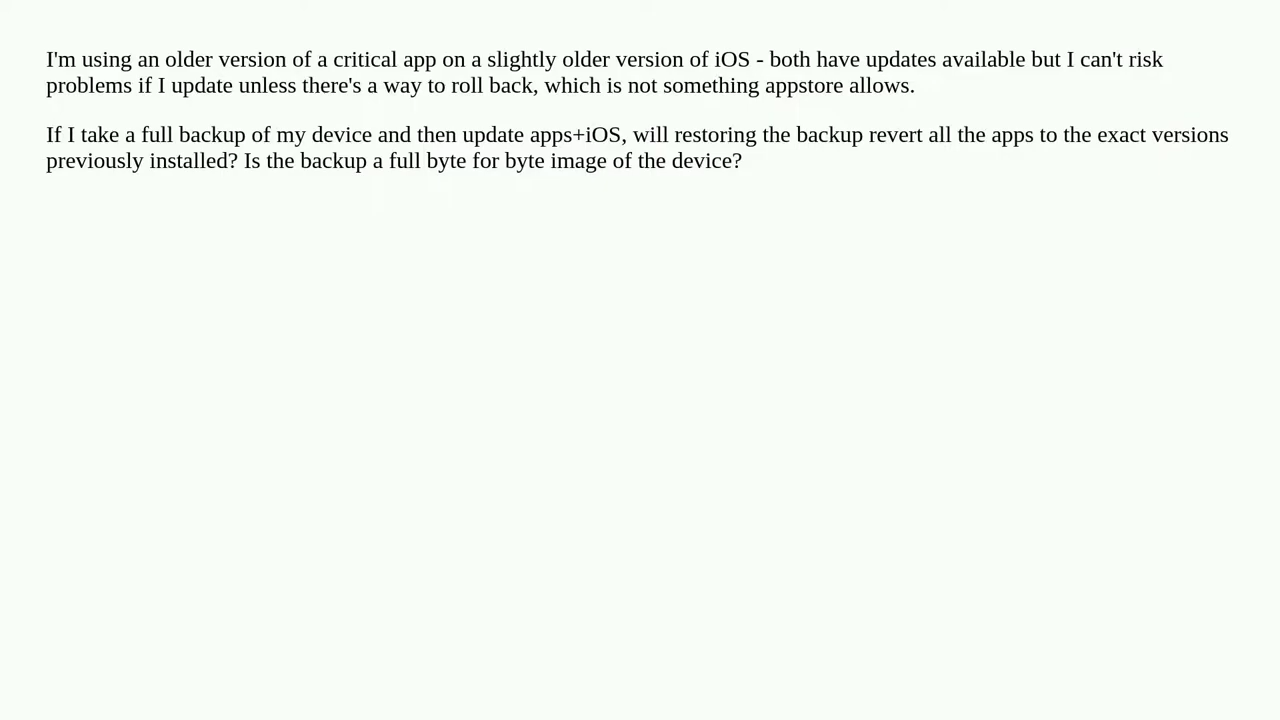 I'm using an older version of a critical app on a slightly older version of iOS - both have updates available but I can't risk
problems if I update unless there's a way to roll back, which is not something appstore allows.
If I take a full backup of my device and then update apps+iOS, will restoring the backup revert all the apps to the exact versions
previously installed? Is the backup a full byte for byte image of the device?